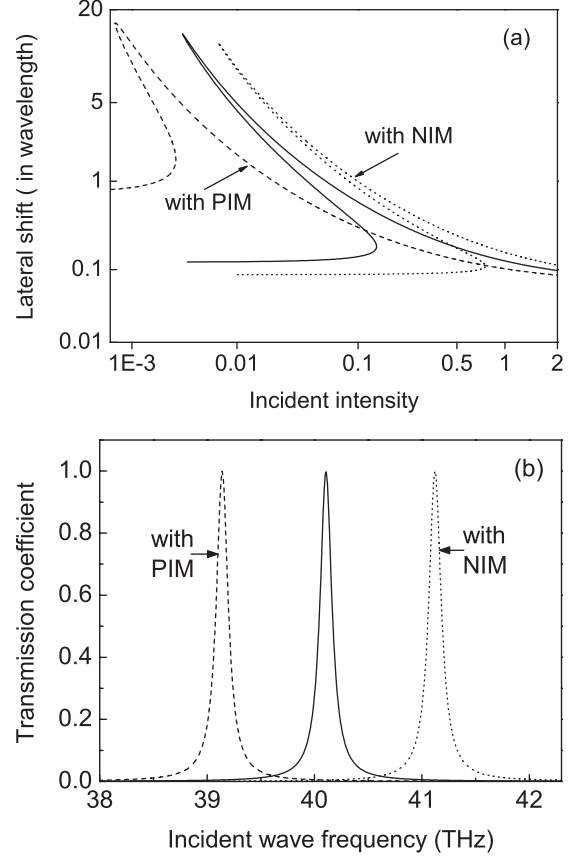 20
(a)
5
with NIM
1
with PIM
0.1
0.01
1E-3 0.01 0.1 0.5 1 2
Lateral shift ( in wavelength)
Incident intensity
(b)
1.0
with
PIM
with
NIM
0.8
0.6
0.4
0.2
0.0
38 39 40 41 42
Transmission coefficient
Incident wave frequency (THz)